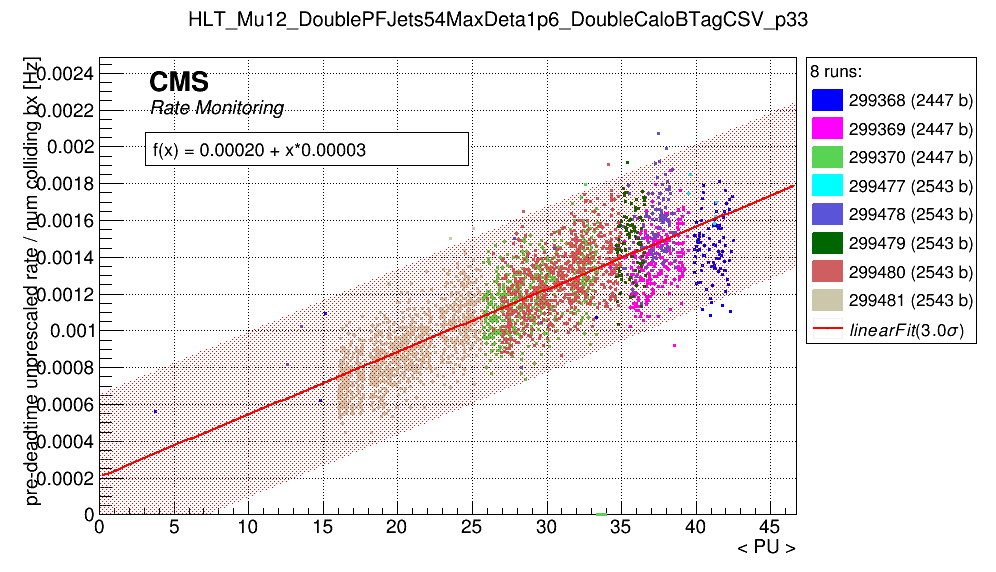 HLT_Mu12_DoublePFJets54MaxDeta1p6_DoubleCaloBTagCSV_p33
pre-deadtime unprescaled rate / num colliding bx [Hz]
CMS
Rate Monitoring
f(x) = 0.00020 + x*0.00003
0.0024
0.0022
0.002
0.0018
0.0016
0.0014
0.0012
0.001
0.0008
0.0006
0.0004
0.0002
0
0 5 10 15 20 25 30 35 40 45
< PU >
8 runs:
299368 (2447 b)
299369 (2447 b)
299370 (2447 b)
299477 (2543 b)
299478 (2543 b)
299479 (2543 b)
299480 (2543 b)
299481 (2543 b)
linearFit(3.0σ)